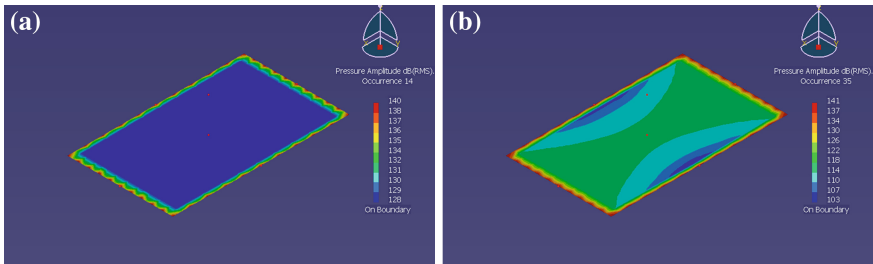 (a)
Pressure Amplitude dB(RMS).
Occurrence 14
140
138
137
136
135
134
132
131
130
129
128
On Boundary
(b)
Pressure Amplitude dB(RMS).
Occurrence 35
141
137
134
130
126
122
118
114
110
107
103
On Boundary